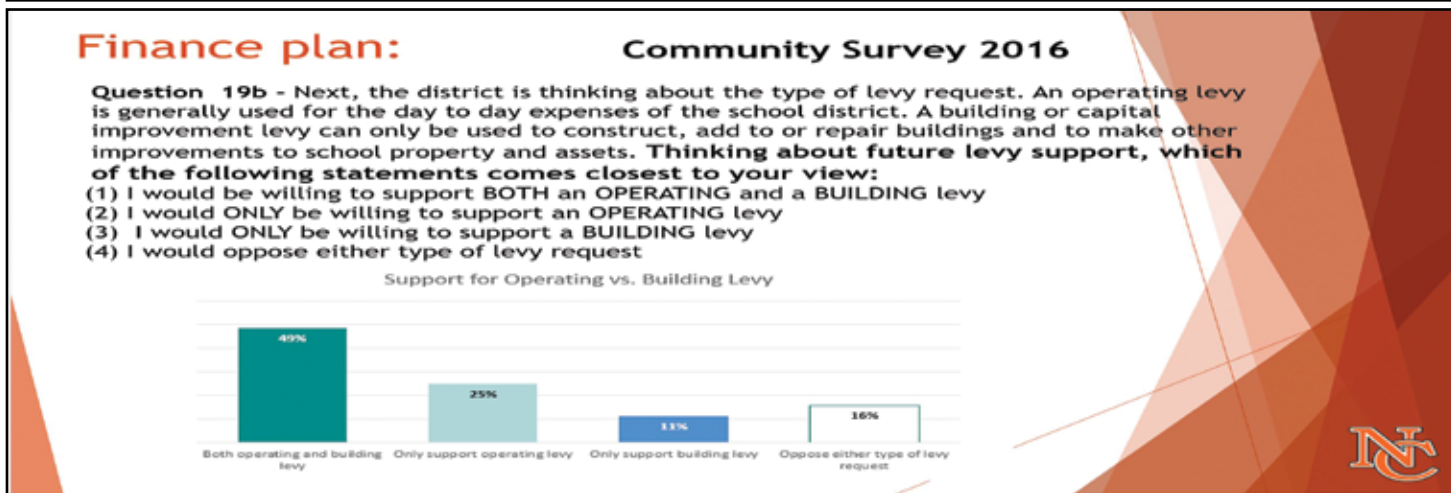 Finance plan: Community Survey 2016
Question 19b - Next, the district is thinking about the type of levy request. An operating levy
is generally used for the day to day expenses of the school district. A building or capital
improvement levy can only be used to construct, add to or repair buildings and to make other
improvements to school property and assets. Thinking about future levy support, which
of the following statements comes closest to your view:
(1) I would be willing to support BOTH an OPERATING and a BUILDING levy
(2) I would ONLY be willing to support an OPERATING levy
(3) I would ONLY be willing to support a BUILDING levy
(4) I would oppose either type of levy request
Support for Operating vs. Building Levy
49%
25%
11%
16%
Both operating and building levy
Only support operating levy
Only support building levy
Oppose either type of levy request
NC